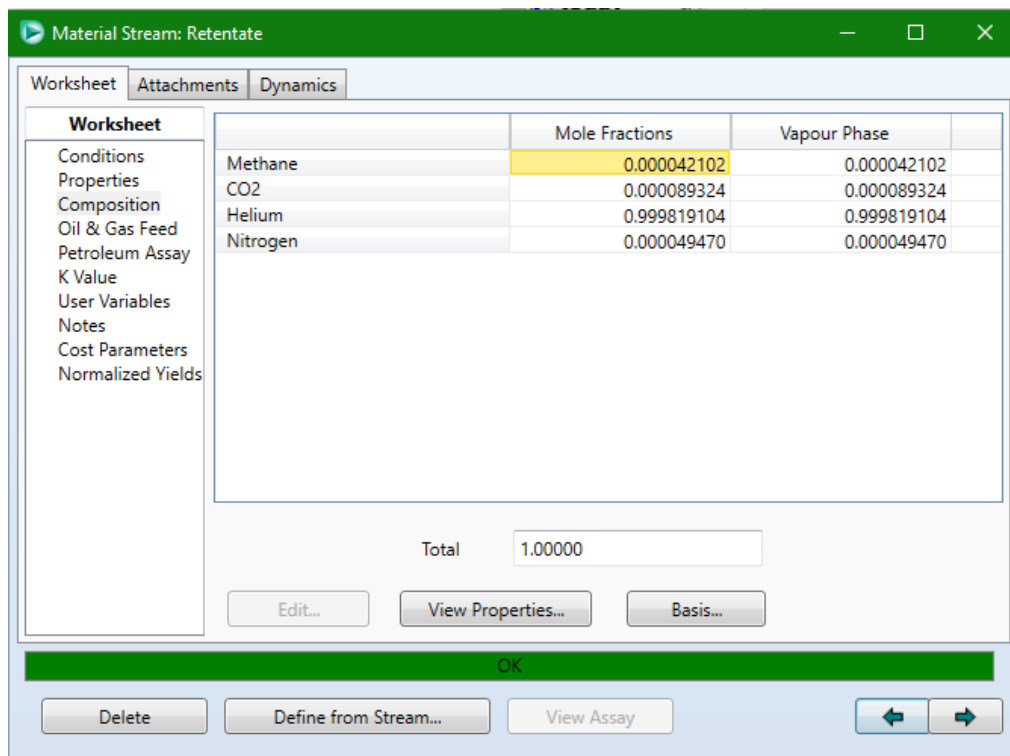 Material Stream: Retentate
Worksheet Attachments Dynamics
Worksheet
Conditions
Properties
Composition
Oil & Gas Feed
Petroleum Assay
K Value
User Variables
Notes
Cost Parameters
Normalized Yields
Mole Fractions Vapour Phase
Methane 0.000042102 0.000042102
CO2 0.000089324 0.000089324
Helium 0.999819104 0.999819104
Nitrogen 0.000049470 0.000049470
Total 1.00000
Edit... View Properties... Basis...
OK
Delete Define from Stream... View Assay